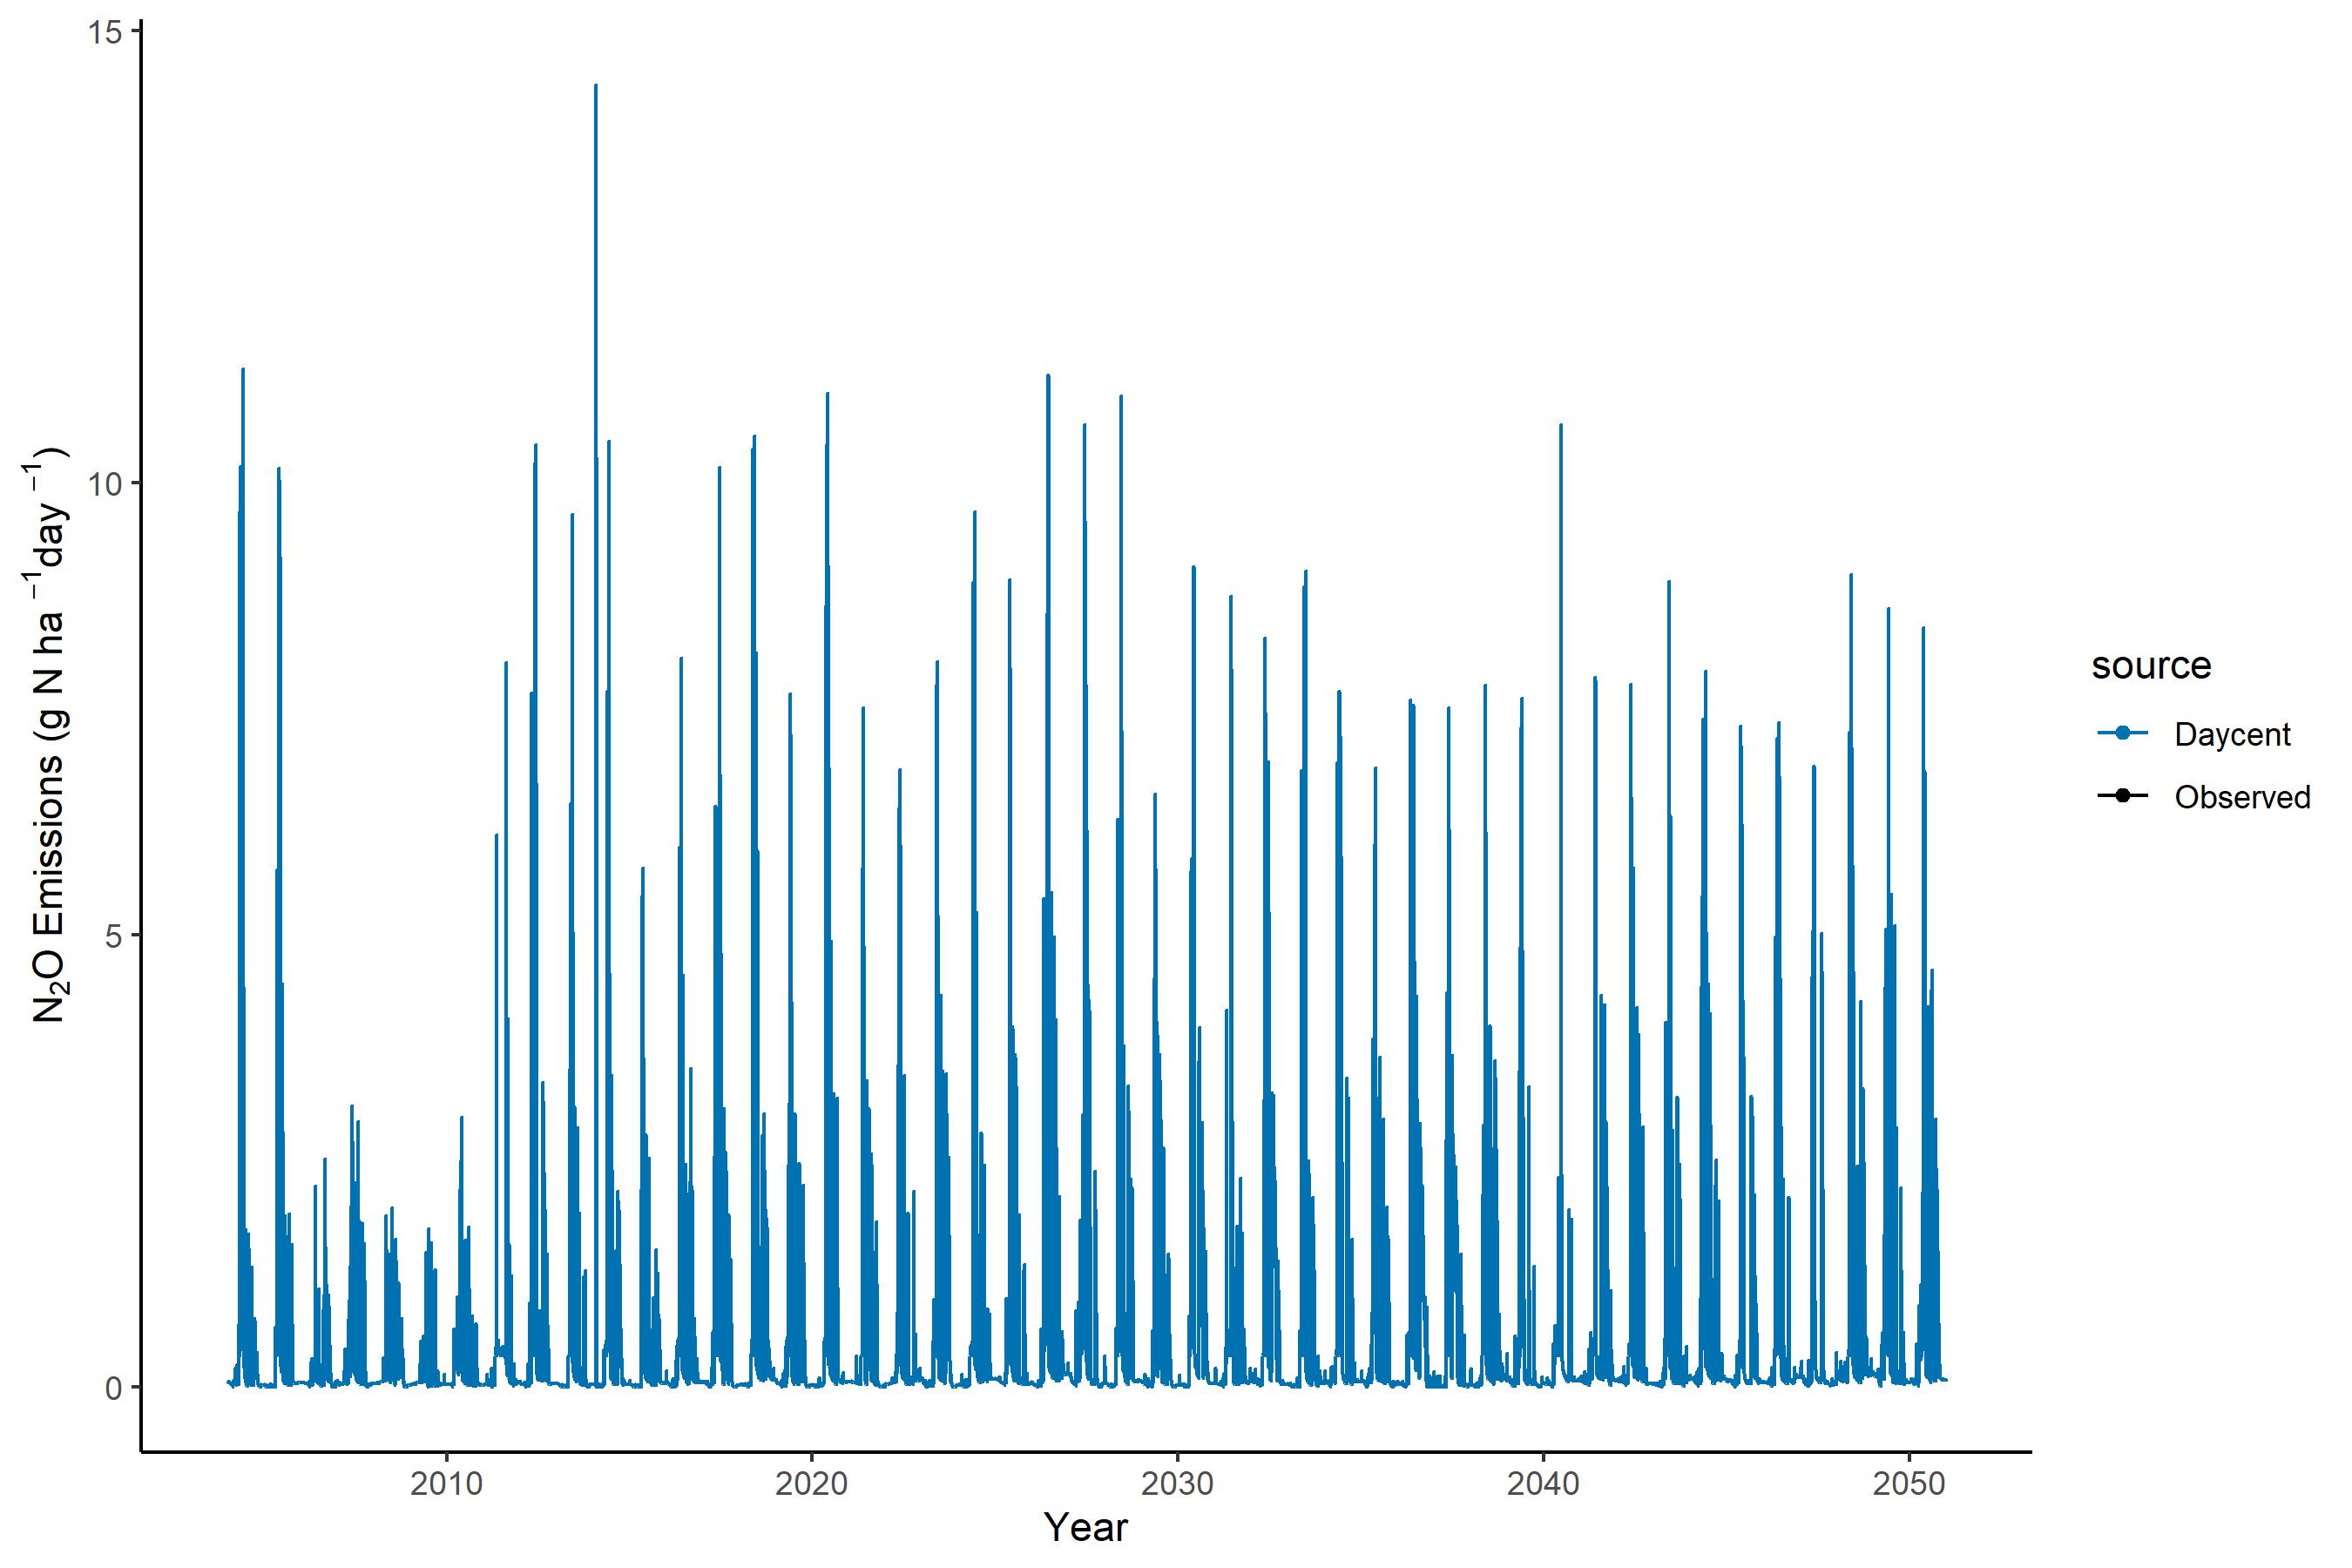 15
10
5
0
N₂O Emissions (g N ha ⁻¹day ⁻¹)
2010 2020 2030 2040 2050
Year
source
Daycent
Observed